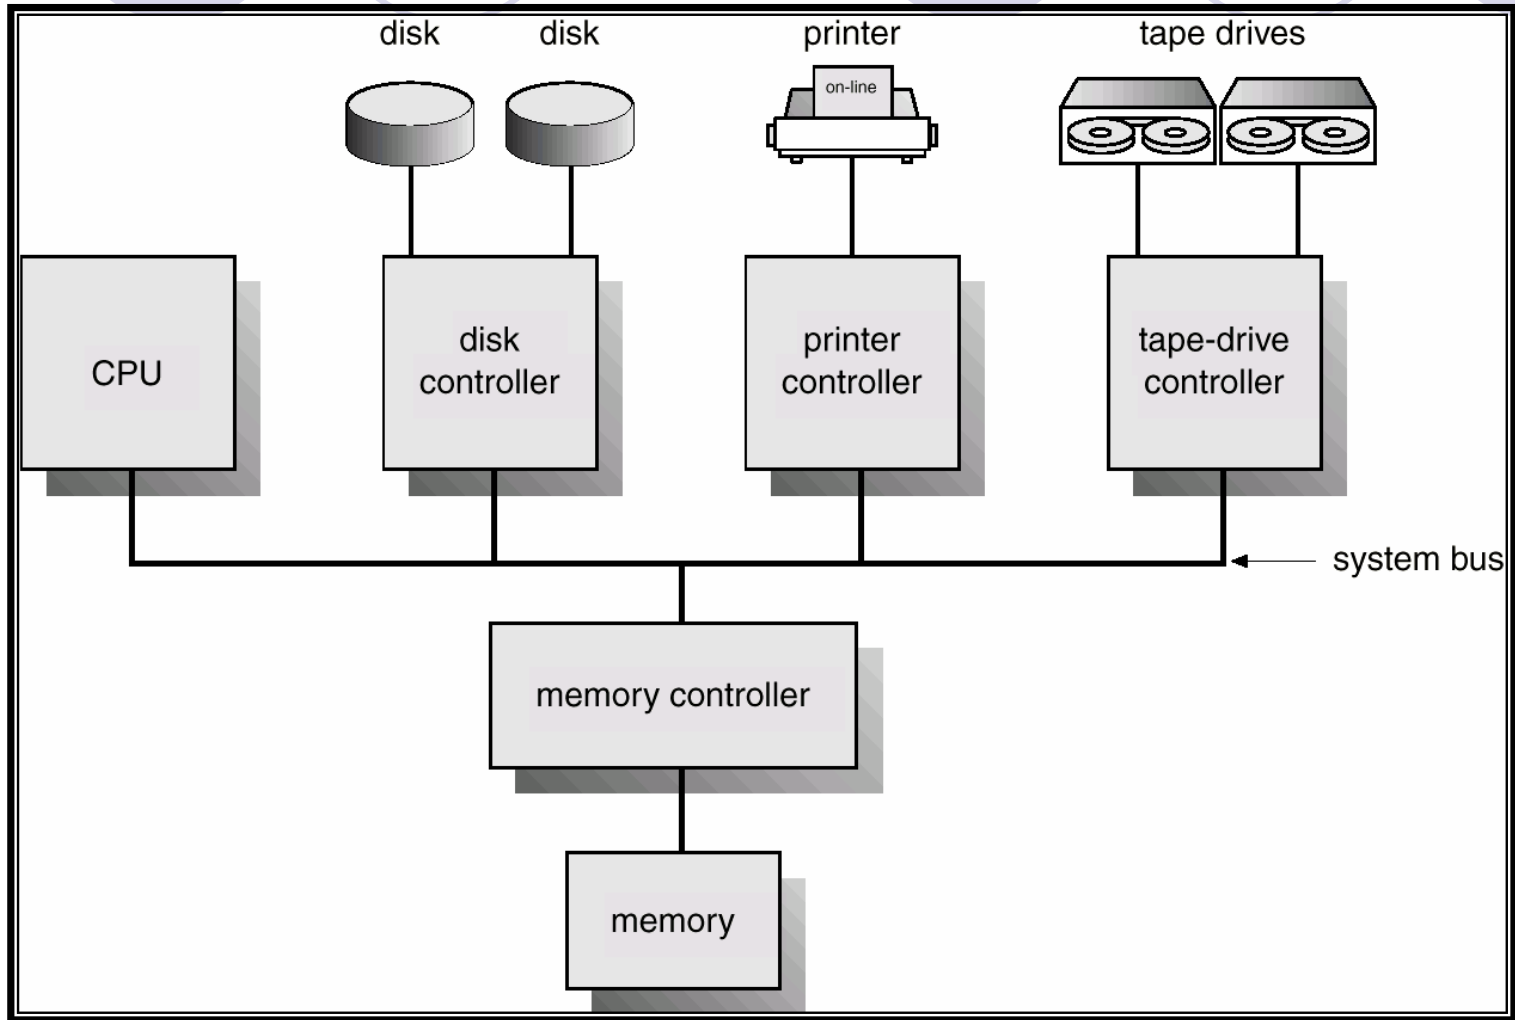 disk
disk
printer
tape drives
on-line
CPU
disk
controller
printer
controller
tape-drive
controller
system bus
memory controller
memory